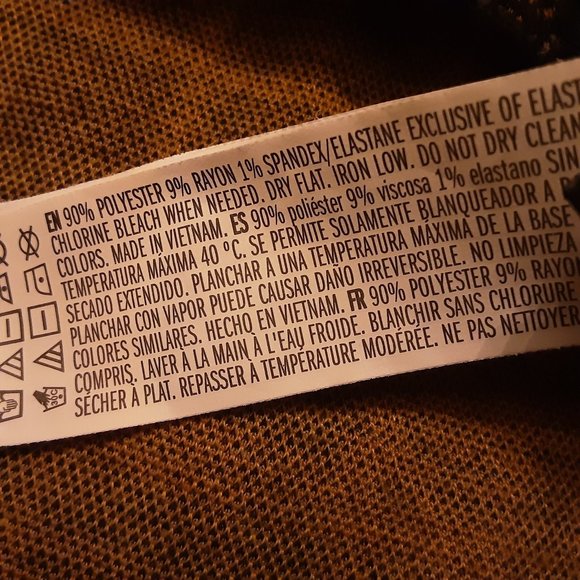 EN 90% POLYESTER 9% RAYON 1% SPANDEX/ELASTANE EXCLUSIVE OF ELAST
CHLORINE BLEACH WHEN NEEDED. DRY FLAT. IRON LOW. DO NOT DRY CLEAN
COLORS. MADE IN VIETNAM. ES 90% poliéster 9% viscosa 1% elastano SIN
TEMPERATURA MÁXIMA 40 °C. SE PERMITE SOLAMENTE BLANQUEADOR A
SECADO EXTENDIDO. PLANCHAR A UNA TEMPERATURA MÁXIMA DE LA BASE
PLANCHAR CON VAPOR PUEDE CAUSAR DAÑO IRREVERSIBLE. NO LIMPIEZA
COLORES SIMILARES. HECHO EN VIETNAM. FR 90% POLYESTER 9% RAYON
COMPRIS. LAVER À LA MAIN À L'EAU FROIDE. BLANCHIR SANS CHLORURE
SÉCHER À PLAT. REPASSER À TEMPÉRATURE MODÉRÉE. NE PAS NETTOYER